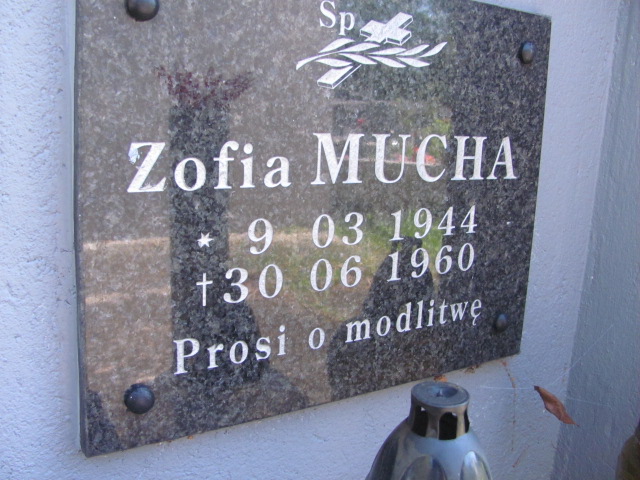 Sp
Zofia MUCHA
* 9 03 1944
† 30 06 1960
Prosi o modlitwę